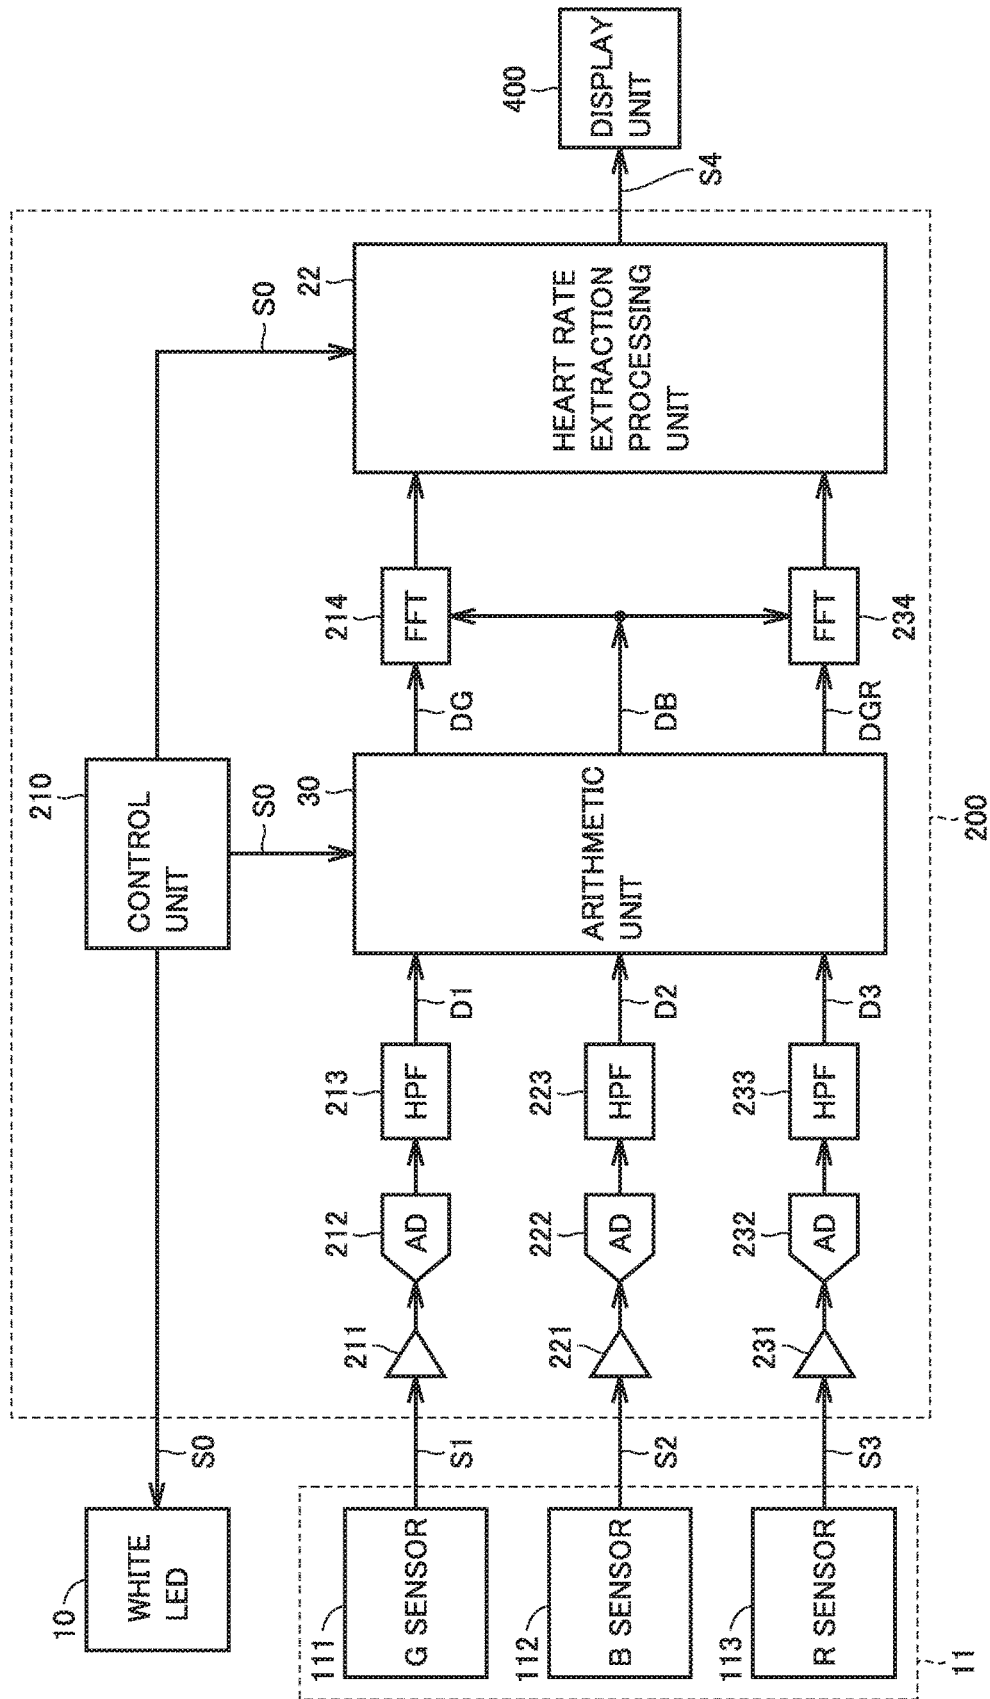 10
WHITE
LED
S0
210
CONTROL
UNIT
S0
S0
111
G SENSOR
S1
211
212
AD
213
HPF
D1
112
B SENSOR
S2
221
222
AD
223
HPF
D2
113
R SENSOR
S3
231
232
AD
233
HPF
D3
11
30
ARITHMETIC
UNIT
DG
DB
DGR
214
FFT
234
FFT
22
HEART RATE
EXTRACTION
PROCESSING
UNIT
S4
400
DISPLAY
UNIT
200